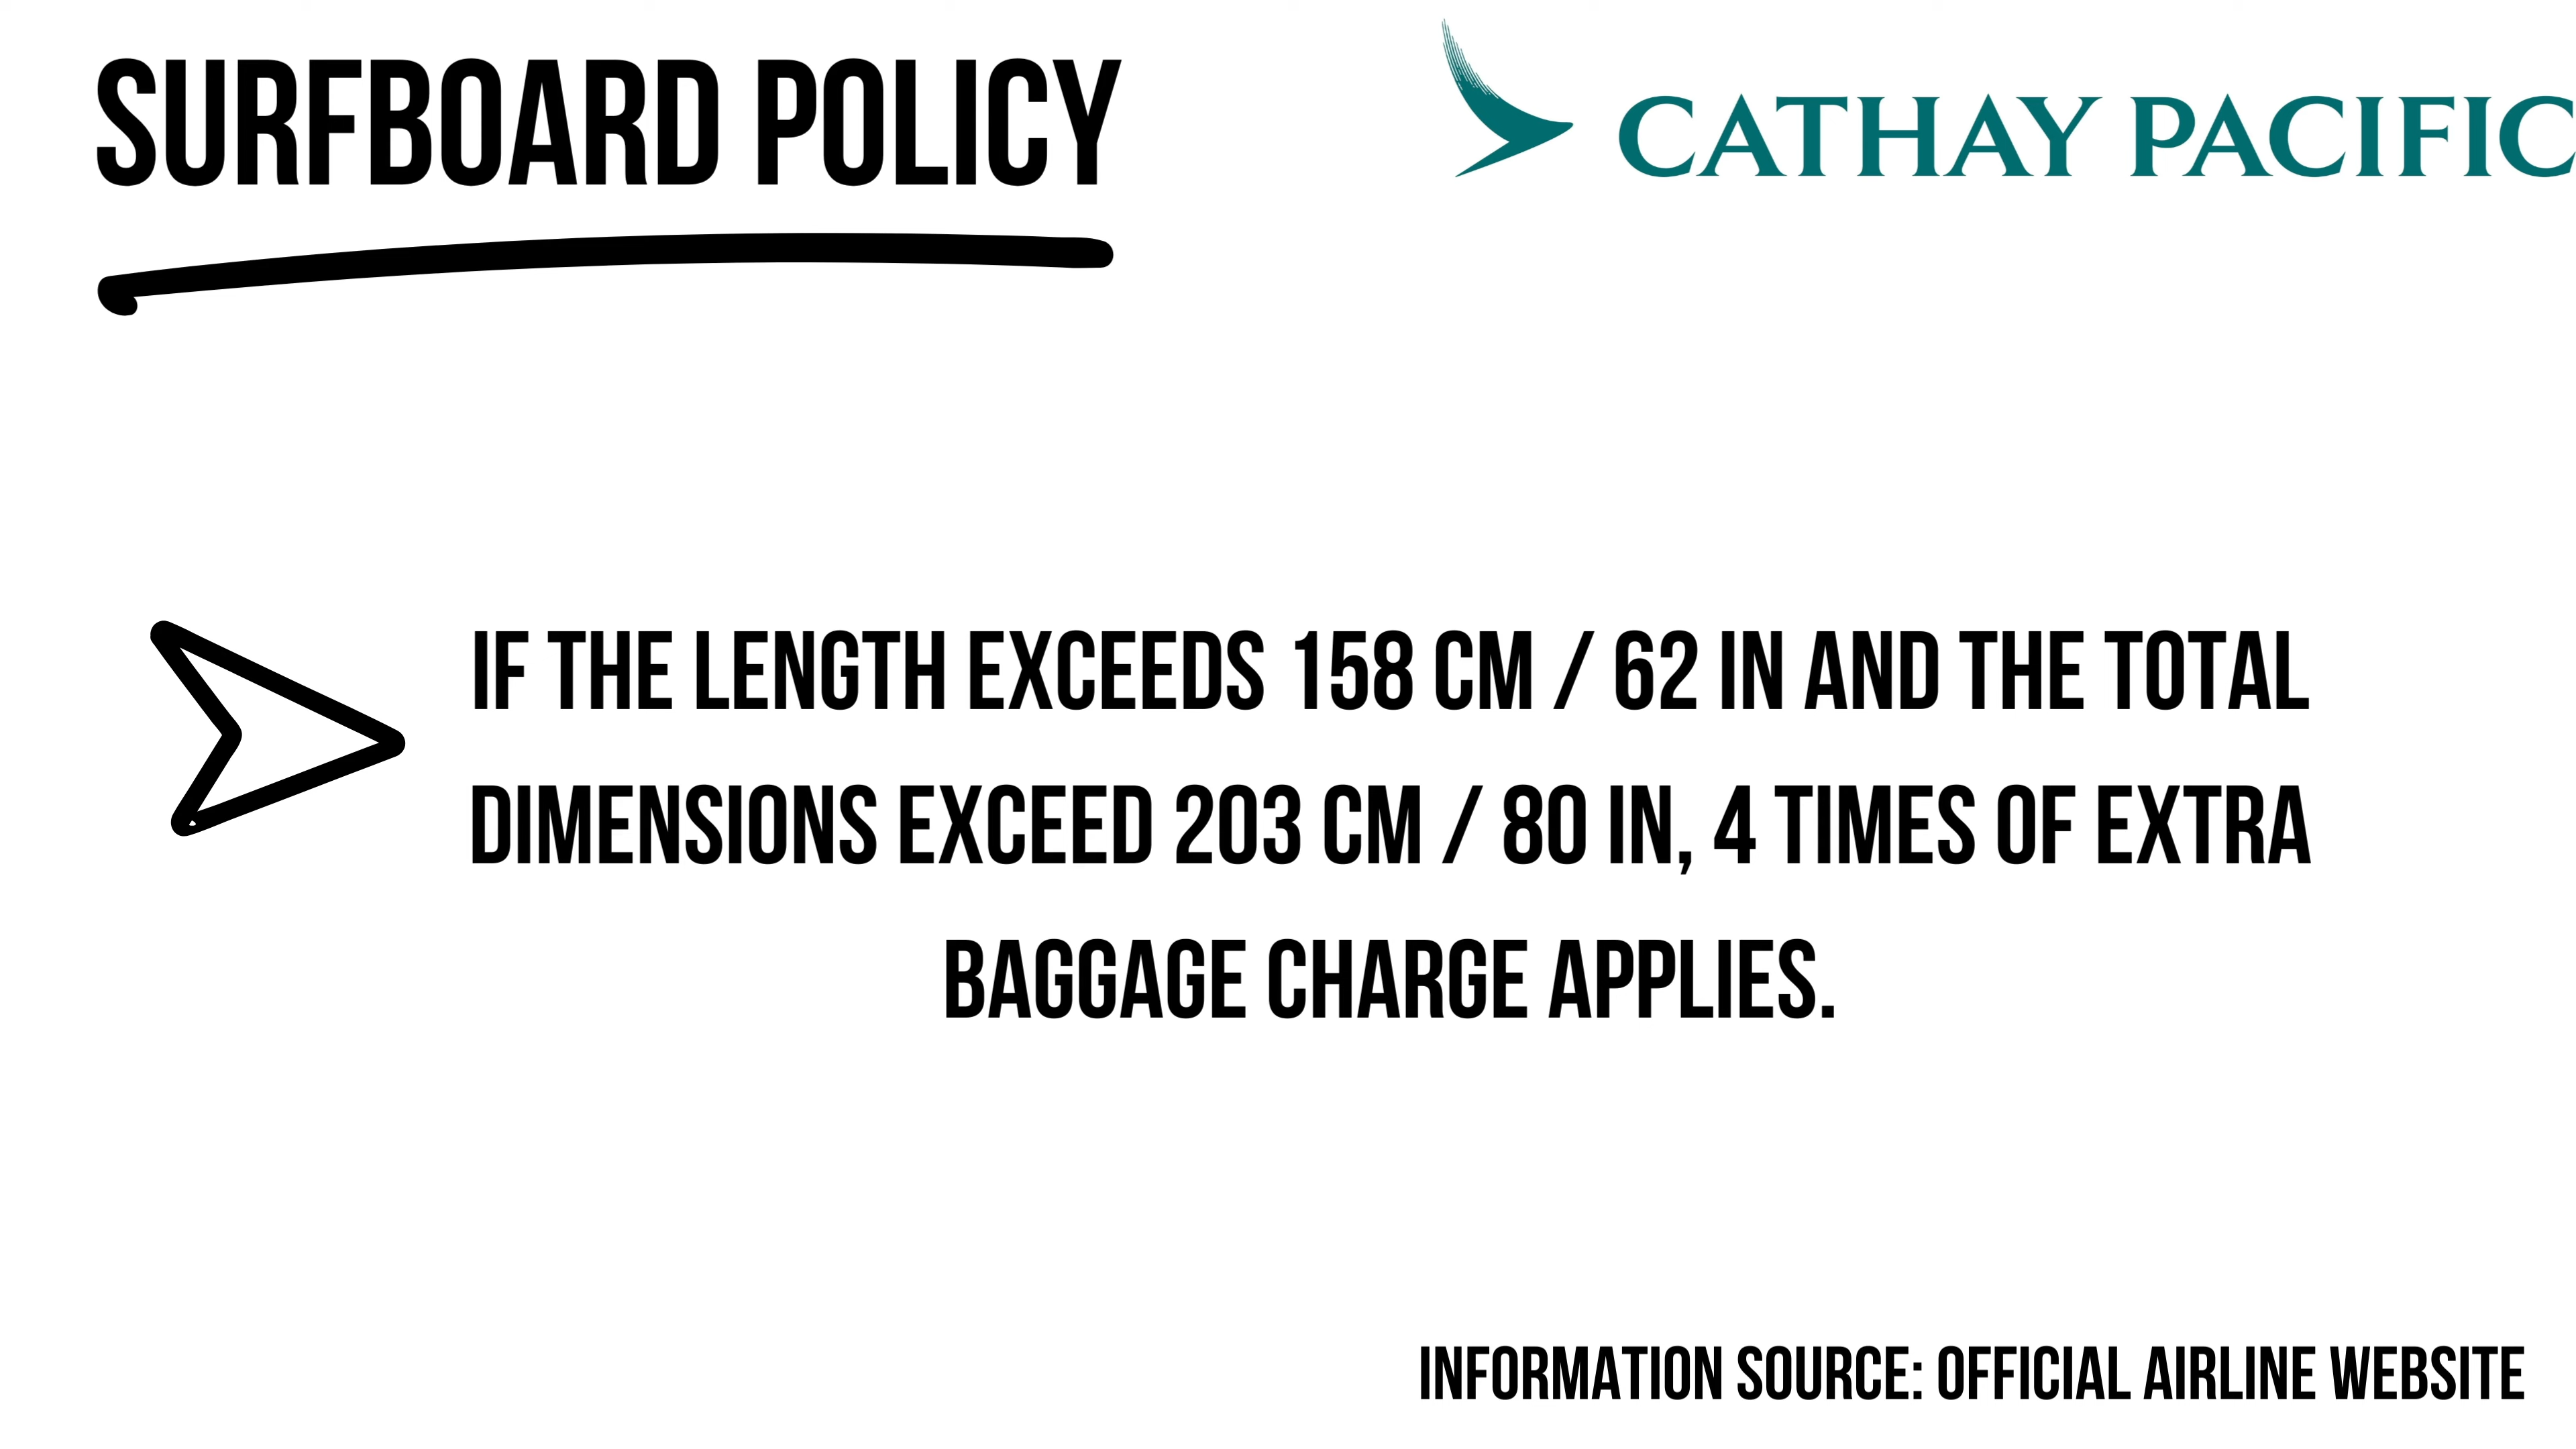 SURFBOARD POLICY
CATHAY PACIFIC
IF THE LENGTH EXCEEDS 158 CM / 62 IN AND THE TOTAL
DIMENSIONS EXCEED 203 CM / 80 IN, 4 TIMES OF EXTRA
BAGGAGE CHARGE APPLIES.
INFORMATION SOURCE: OFFICIAL AIRLINE WEBSITE